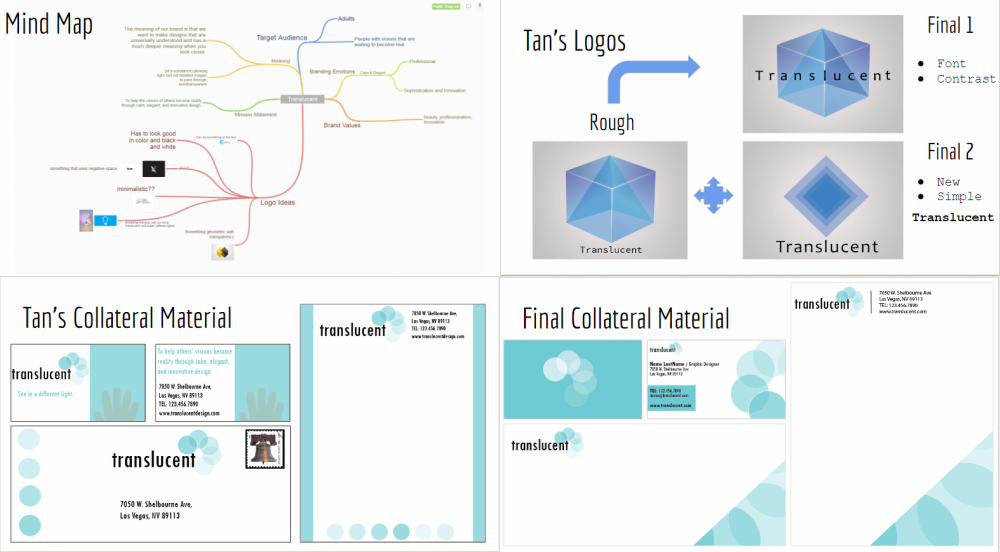 Mind Map
Public Diagram
The meaning of our brand is that we
want to make designs that are
universally understood and has a
much deeper meaning when you
look closer.
Meaning
(of a substance) allowing
light, but not detailed images,
to pass through;
semitransparent
To help the visions of others become reality
through calm, elegant, and innovative design.
Mission Statement
Target Audience
Adults
People with visions that are
waiting to become real.
Branding Emotions
Calm & Elegant
Professional
Sophistication and Innovation
Translucent
Brand Values
beauty, professionalism,
innovation
Has to look good
in color and black
and white
something that uses negative space
minimalistic??
Something geometric with
transparency
Logo Ideas
Tan's Logos
Rough
Translucent
Translucent
Final 1
● Font
● Contrast
Translucent
Final 2
● New
● Simple
Translucent
Tan's Collateral Material
translucent
See in a different light.
To help others' visions become
reality through calm, elegant,
and innovative design.
7050 W. Shelbourne Ave,
Las Vegas, NV 89113
TEL: 123.456.7890
www.translucentdesign.com
translucent
7050 W. Shelbourne Ave,
Las Vegas, NV 89113
translucent
7050 W. Shelbourne Ave,
Las Vegas, NV 89113
TEL: 123.456.7890
www.translucentdesign.com
Final Collateral Material
translucent
Name LastName | Graphic Designer
7050 W. Shelbourne Ave
Las Vegas, NV 89113
TEL: 123.456.7890
www.translucent.com
translucent
translucent
7050 W. Shelbourne Ave
Las Vegas, NV 89113
TEL: 123.456.7890
www.translucent.com